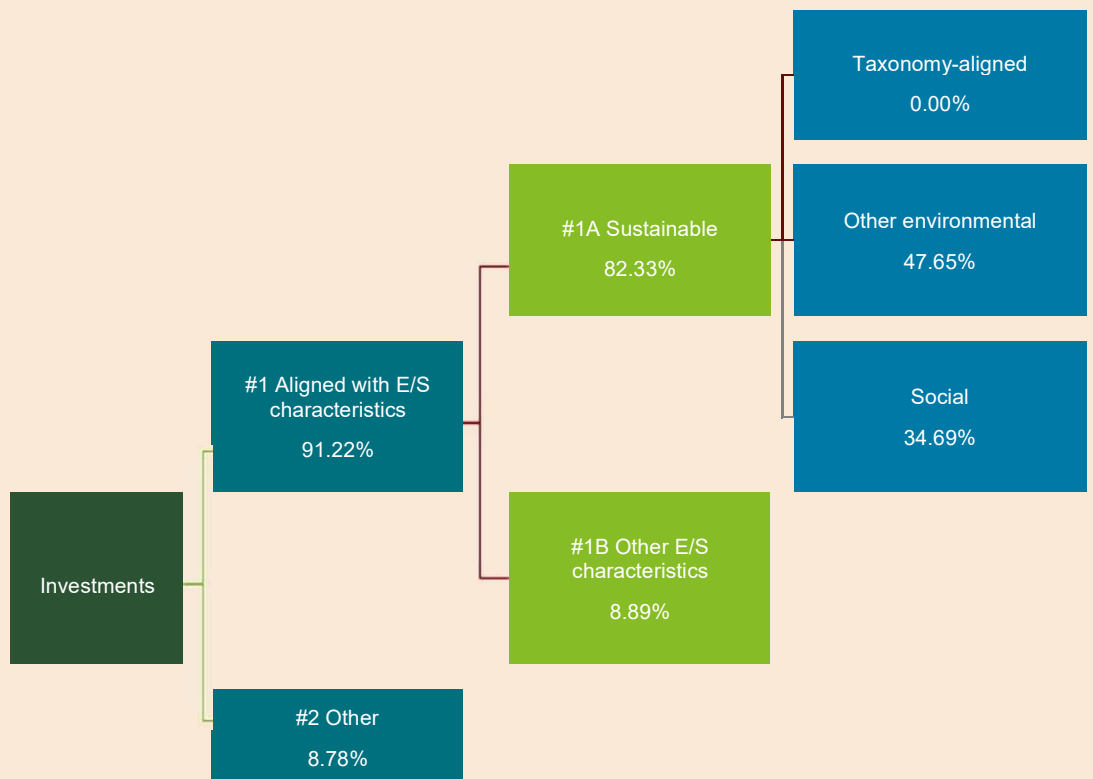 Investments
#1 Aligned with E/S
characteristics
91.22%
#2 Other
8.78%
#1A Sustainable
82.33%
#1B Other E/S
characteristics
8.89%
Taxonomy-aligned
0.00%
Other environmental
47.65%
Social
34.69%